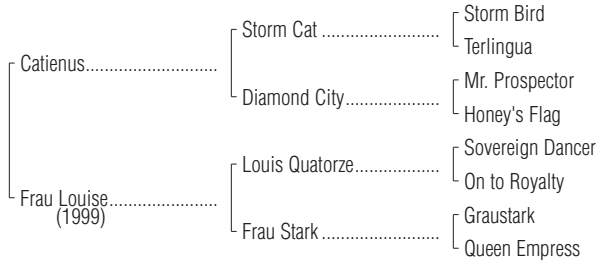 Storm Bird
Storm Cat ........................
Terlingua
Catienus...........................
Mr. Prospector
Diamond City...................
Honey's Flag
Sovereign Dancer
Louis Quatorze.................
On to Royalty
Frau Louise......................
(1999)
Graustark
Frau Stark ........................
Queen Empress